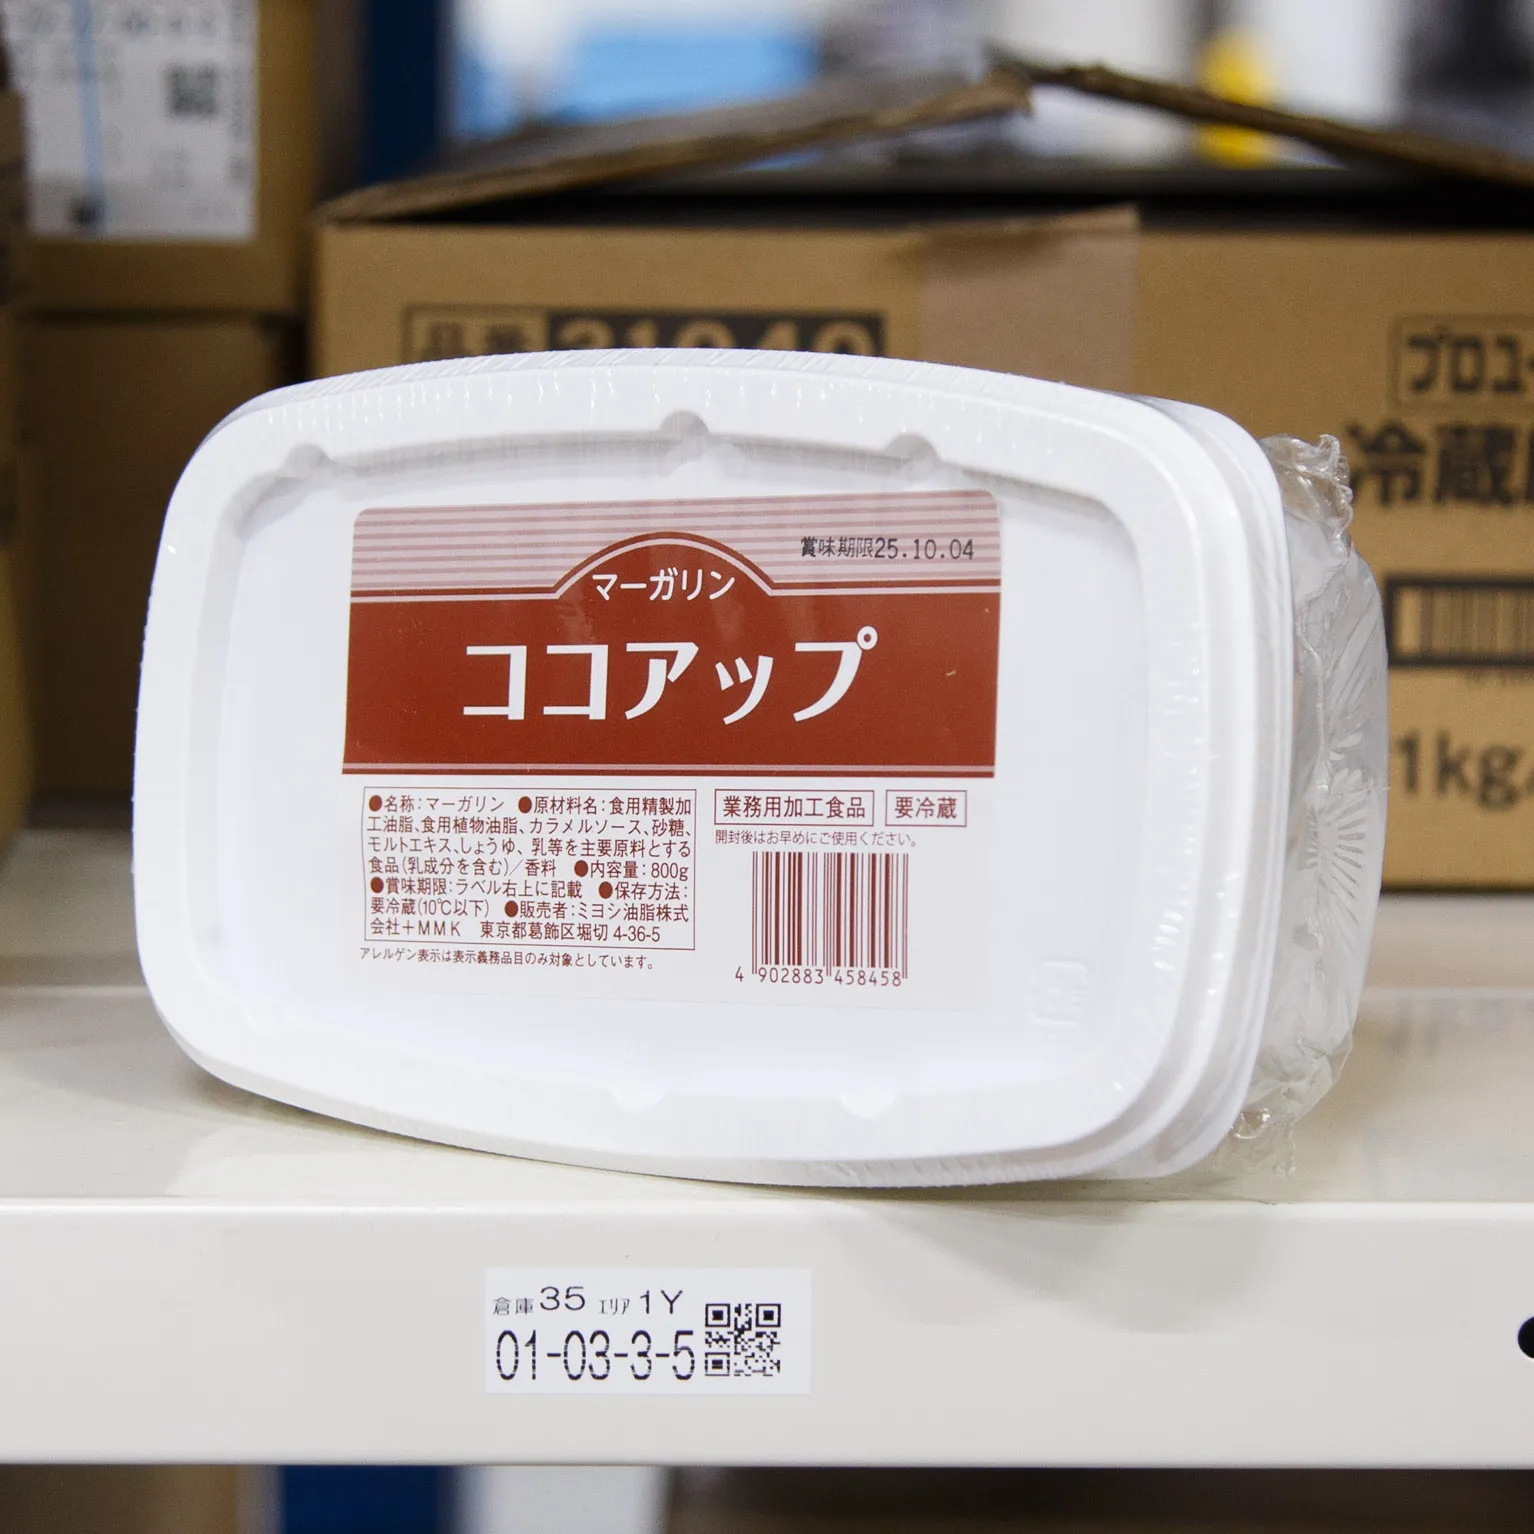 品番 31040
プロユ
冷蔵
1kg
賞味期限25.10.04
マーガリン
ココアップ
●名称:マーガリン ●原材料名:食用精製加
工油脂、食用植物油脂、カラメルソース、砂糖、
モルトエキス、しょうゆ、乳等を主要原料とする
食品(乳成分を含む)/香料 ●内容量:800g
●賞味期限:ラベル右上に記載 ●保存方法:
要冷蔵(10℃以下) ●販売者:ミヨシ油脂株式
会社+MMK 東京都葛飾区堀切 4-36-5
アレルゲン表示は表示義務品目のみ対象としています。
業務用加工食品 要冷蔵
開封後はお早めにご使用ください。
4 902883 458458
倉庫35 エリア 1Y
01-03-3-5